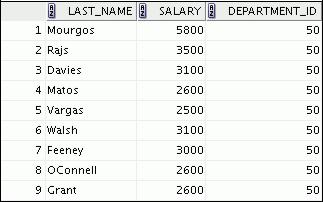 LAST_NAME SALARY DEPARTMENT_ID
1 Mourgos 5800 50
2 Rajs 3500 50
3 Davies 3100 50
4 Matos 2600 50
5 Vargas 2500 50
6 Walsh 3100 50
7 Feeney 3000 50
8 OConnell 2600 50
9 Grant 2600 50